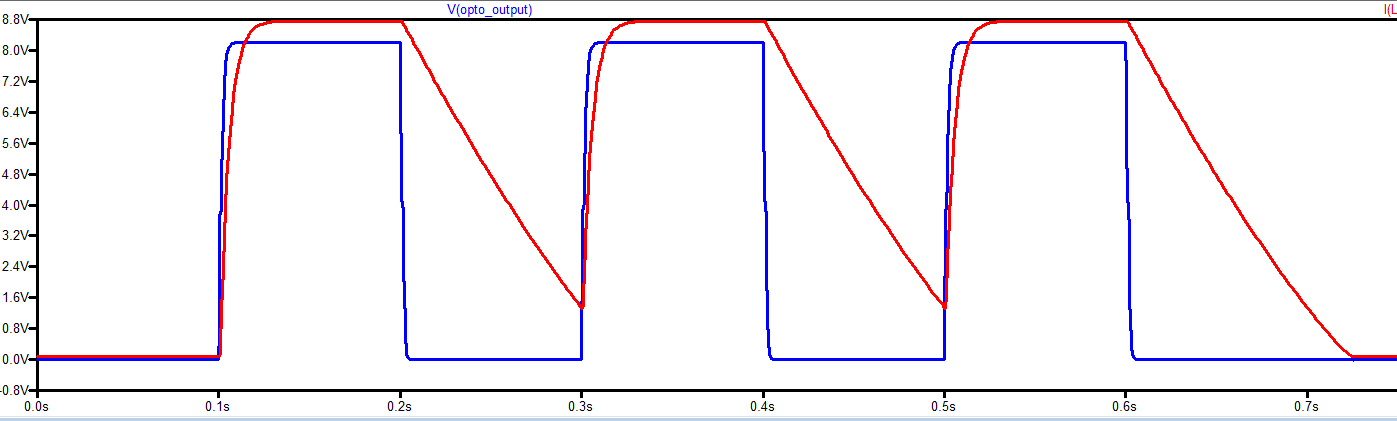 V(opto_output)
I(L
8.8V
8.0V
7.2V
6.4V
5.6V
4.8V
4.0V
3.2V
2.4V
1.6V
0.8V
0.0V
-0.8V
0.0s 0.1s 0.2s 0.3s 0.4s 0.5s 0.6s 0.7s